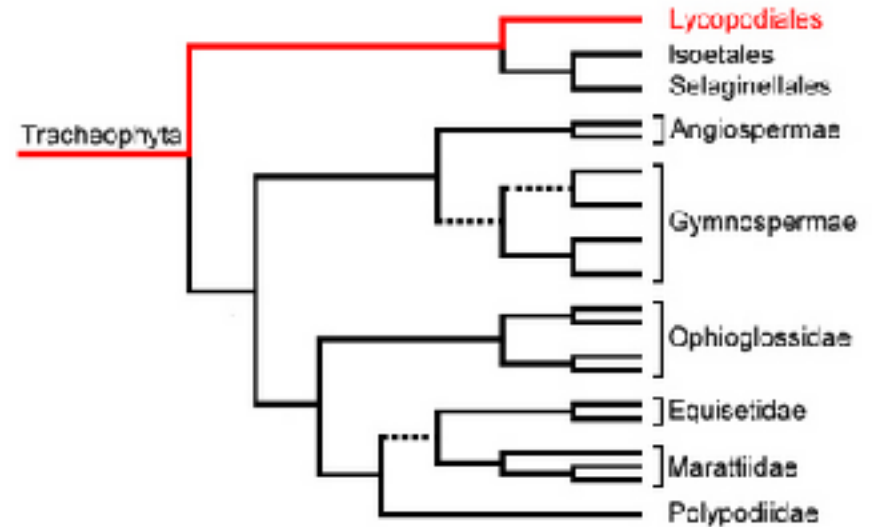 Lycopodiales
Isoetales
Selaginellales
Tracheophyta
Angiospermae
Gymnospermae
Ophioglossidae
Equisetidae
Marattiidae
Polypodiidae